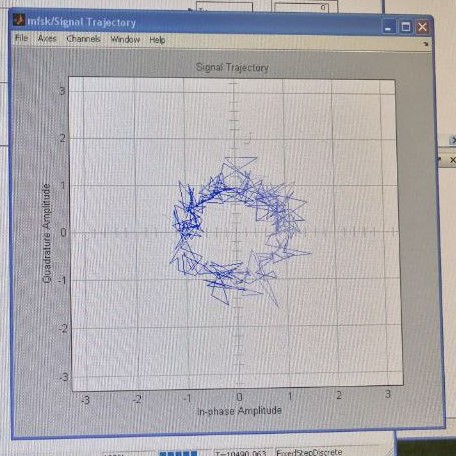 mfsk/Signal Trajectory
File Axes Channels Window Help
Signal Trajectory
3
2
1
0
-1
-2
-3
Quadrature Amplitude
-3 -2 -1 0 1 2 3
In-phase Amplitude
T=10490.063 FixedStepDiscrete